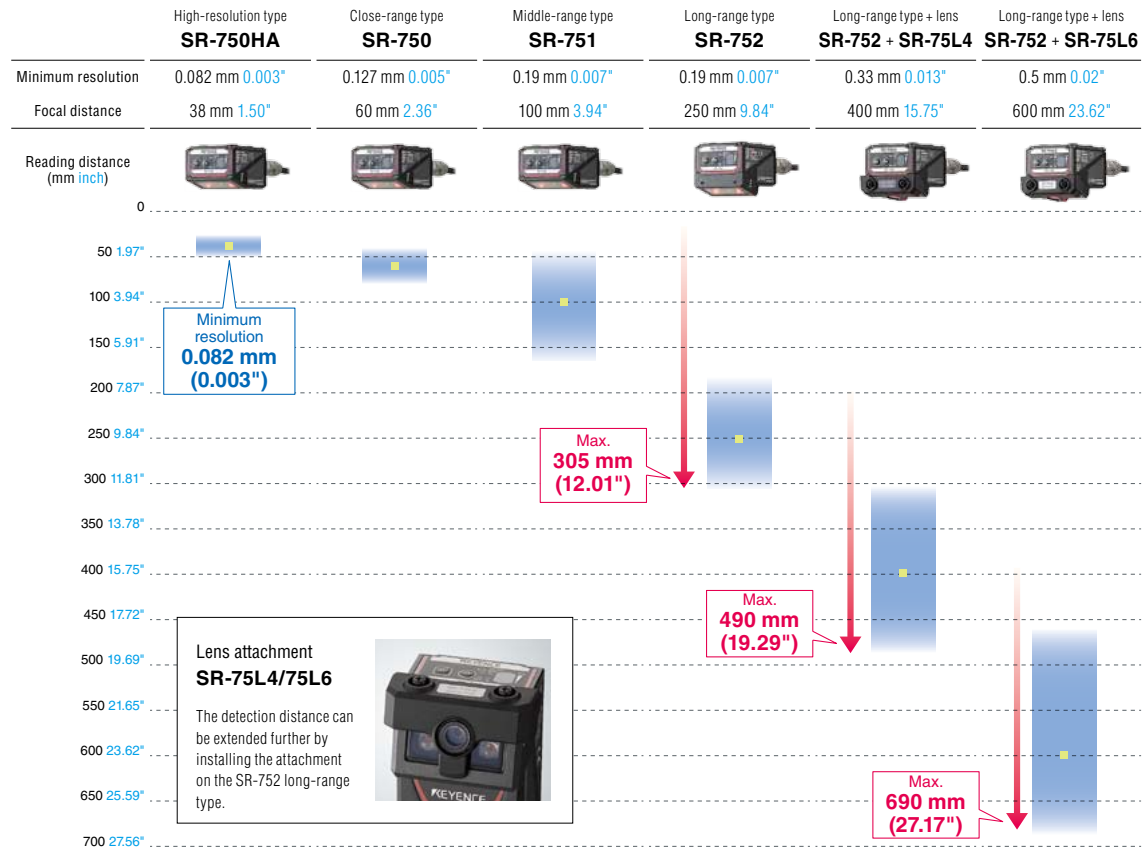 High-resolution type
SR-750HA
Close-range type
SR-750
Middle-range type
SR-751
Long-range type
SR-752
Long-range type + lens
SR-752 + SR-75L4
Long-range type + lens
SR-752 + SR-75L6
Minimum resolution 0.082 mm 0.003" 0.127 mm 0.005" 0.19 mm 0.007" 0.19 mm 0.007" 0.33 mm 0.013" 0.5 mm 0.02"
Focal distance 38 mm 1.50" 60 mm 2.36" 100 mm 3.94" 250 mm 9.84" 400 mm 15.75" 600 mm 23.62"
Reading distance
(mm inch)
0
50 1.97"
100 3.94"
150 5.91"
200 7.87"
250 9.84"
300 11.81"
350 13.78"
400 15.75"
450 17.72"
500 19.69"
550 21.65"
600 23.62"
650 25.59"
700 27.56"
Minimum
resolution
0.082 mm
(0.003")
Max.
305 mm
(12.01")
Max.
490 mm
(19.29")
Max.
690 mm
(27.17")
Lens attachment
SR-75L4/75L6
The detection distance can
be extended further by
installing the attachment
on the SR-752 long-range
type.
KEYENCE